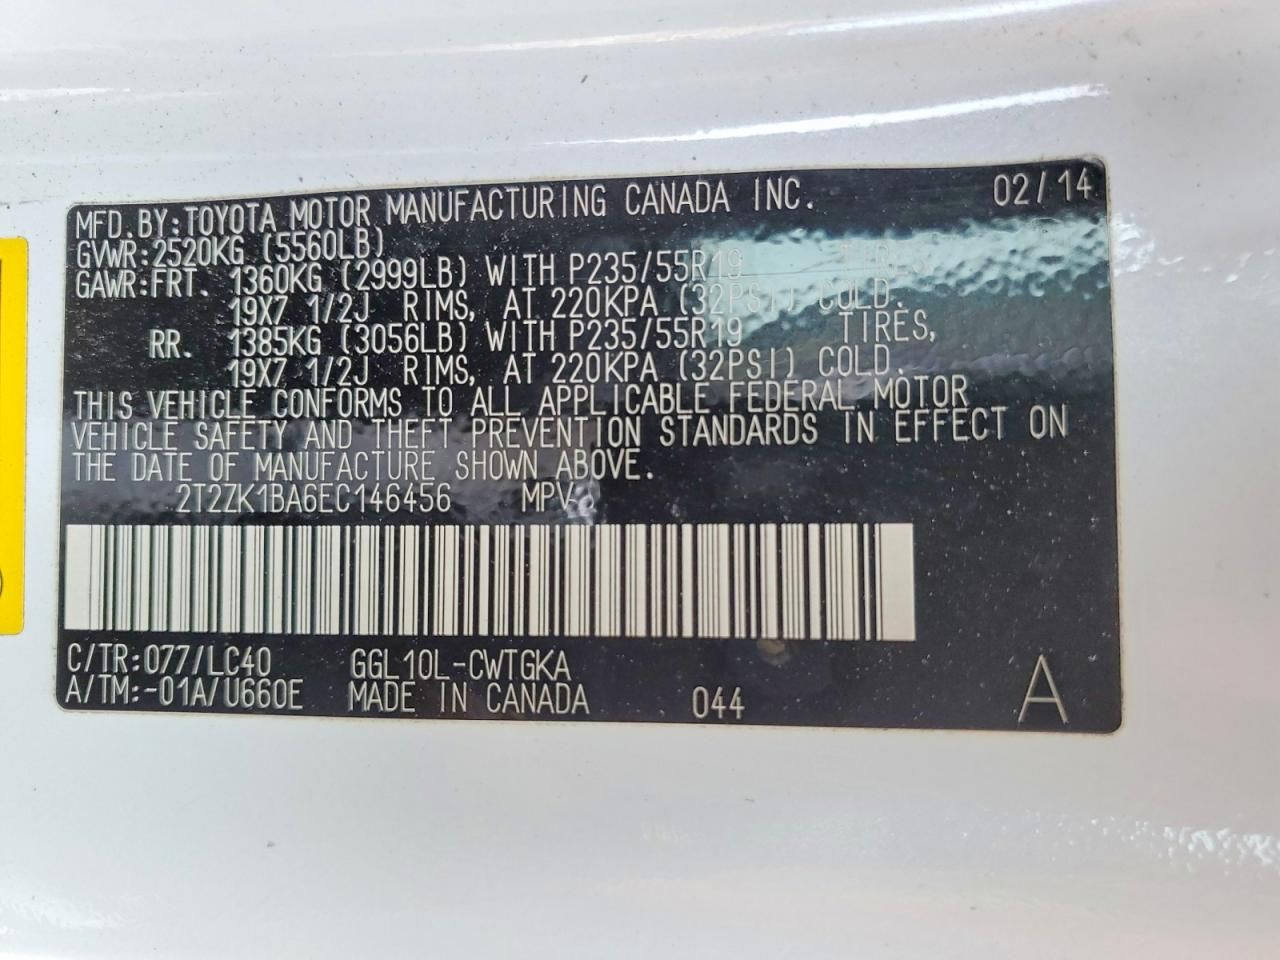 MFD.BY:TOYOTA MOTOR MANUFACTURING CANADA INC. 02/14
GVWR:2520KG (5560LB)
GAWR:FRT. 1360KG (2999LB) WITH P235/55R19 TIRES,
19X7 1/2J RIMS, AT 220KPA (32PSI) COLD.
RR. 1385KG (3056LB) WITH P235/55R19 TIRES,
19X7 1/2J RIMS, AT 220KPA (32PSI) COLD.
THIS VEHICLE CONFORMS TO ALL APPLICABLE FEDERAL MOTOR
VEHICLE SAFETY AND THEFT PREVENTION STANDARDS IN EFFECT ON
THE DATE OF MANUFACTURE SHOWN ABOVE.
2T2ZK1BA6EC146456 MPV
C/TR:077/LC40 GGL10L-CWTGKA
A/TM:-01A/U660E MADE IN CANADA 044 A